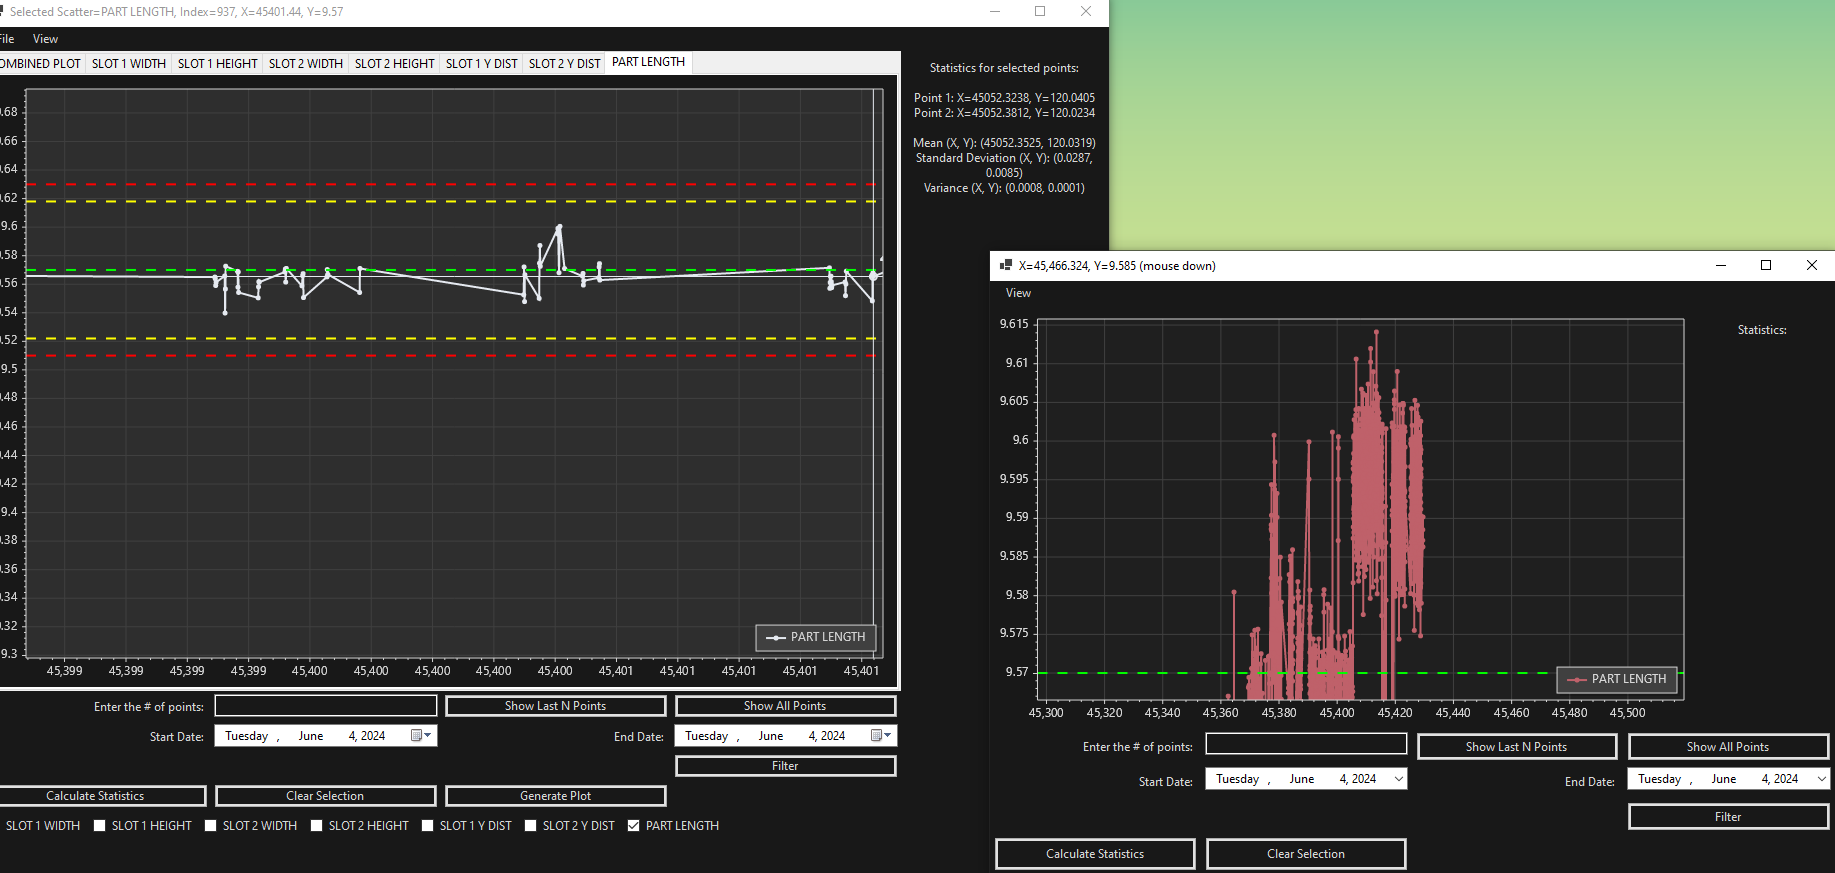 Selected Scatter=PART LENGTH, Index=937, X=45401.44, Y=9.57
File View
OMBINED PLOT SLOT 1 WIDTH SLOT 1 HEIGHT SLOT 2 WIDTH SLOT 2 HEIGHT SLOT 1 Y DIST SLOT 2 Y DIST PART LENGTH
.68
.66
.64
.62
9.6
.58
.56
.54
.52
9.5
.48
.46
.44
.42
9.4
.38
.36
.34
.32
9.3
PART LENGTH
45,399 45,399 45,399 45,399 45,400 45,400 45,400 45,400 45,400 45,401 45,401 45,401 45,401 45,401
Statistics for selected points:
Point 1: X=45052.3238, Y=120.0405
Point 2: X=45052.3812, Y=120.0234
Mean (X, Y): (45052.3525, 120.0319)
Standard Deviation (X, Y): (0.0287,
0.0085)
Variance (X, Y): (0.0008, 0.0001)
Enter the # of points: Show Last N Points Show All Points
Start Date: Tuesday , June 4, 2024 End Date: Tuesday , June 4, 2024
Filter
Calculate Statistics Clear Selection Generate Plot
SLOT 1 WIDTH SLOT 1 HEIGHT SLOT 2 WIDTH SLOT 2 HEIGHT SLOT 1 Y DIST SLOT 2 Y DIST PART LENGTH
X=45,466.324, Y=9.585 (mouse down)
View
9.615
9.61
9.605
9.6
9.595
9.59
9.585
9.58
9.575
9.57
PART LENGTH
45,300 45,320 45,340 45,360 45,380 45,400 45,420 45,440 45,460 45,480 45,500
Statistics:
Enter the # of points: Show Last N Points Show All Points
Start Date: Tuesday , June 4, 2024 End Date: Tuesday , June 4, 2024
Filter
Calculate Statistics Clear Selection